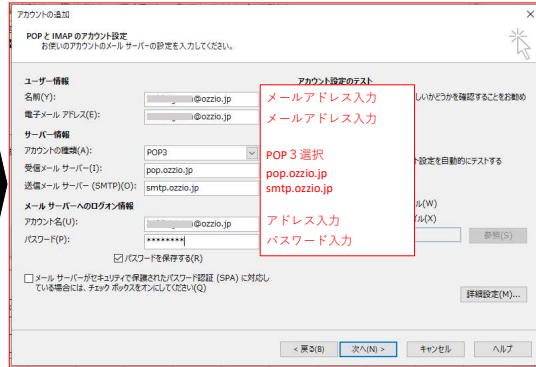 アカウントの追加
POP と IMAP のアカウント設定
お使いのアカウントのメール サーバーの設定を入力してください。
ユーザー情報
アカウント設定のテスト
名前(Y):
@ozzio.jp
メールアドレス入力
しいかどうかを確認することをお勧め
電子メール アドレス(E):
@ozzio.jp
メールアドレス入力
サーバー情報
アカウントの種類(A):
POP3
POP3選択
ト設定を自動的にテストする
受信メール サーバー(I):
pop.ozzio.jp
pop.ozzio.jp
送信メール サーバー (SMTP)(O):
smtp.ozzio.jp
smtp.ozzio.jp
メール サーバーへのログオン情報
ル(W)
アカウント名(U):
@ozzio.jp
アドレス入力
ル(X)
パスワード(P):
********
パスワード入力
参照(S)
パスワードを保存する(R)
メール サーバーがセキュリティで保護されたパスワード認証 (SPA) に対応し
ている場合には、チェック ボックスをオンにしてください(Q)
詳細設定(M)...
< 戻る(B)
次へ(N) >
キャンセル
ヘルプ